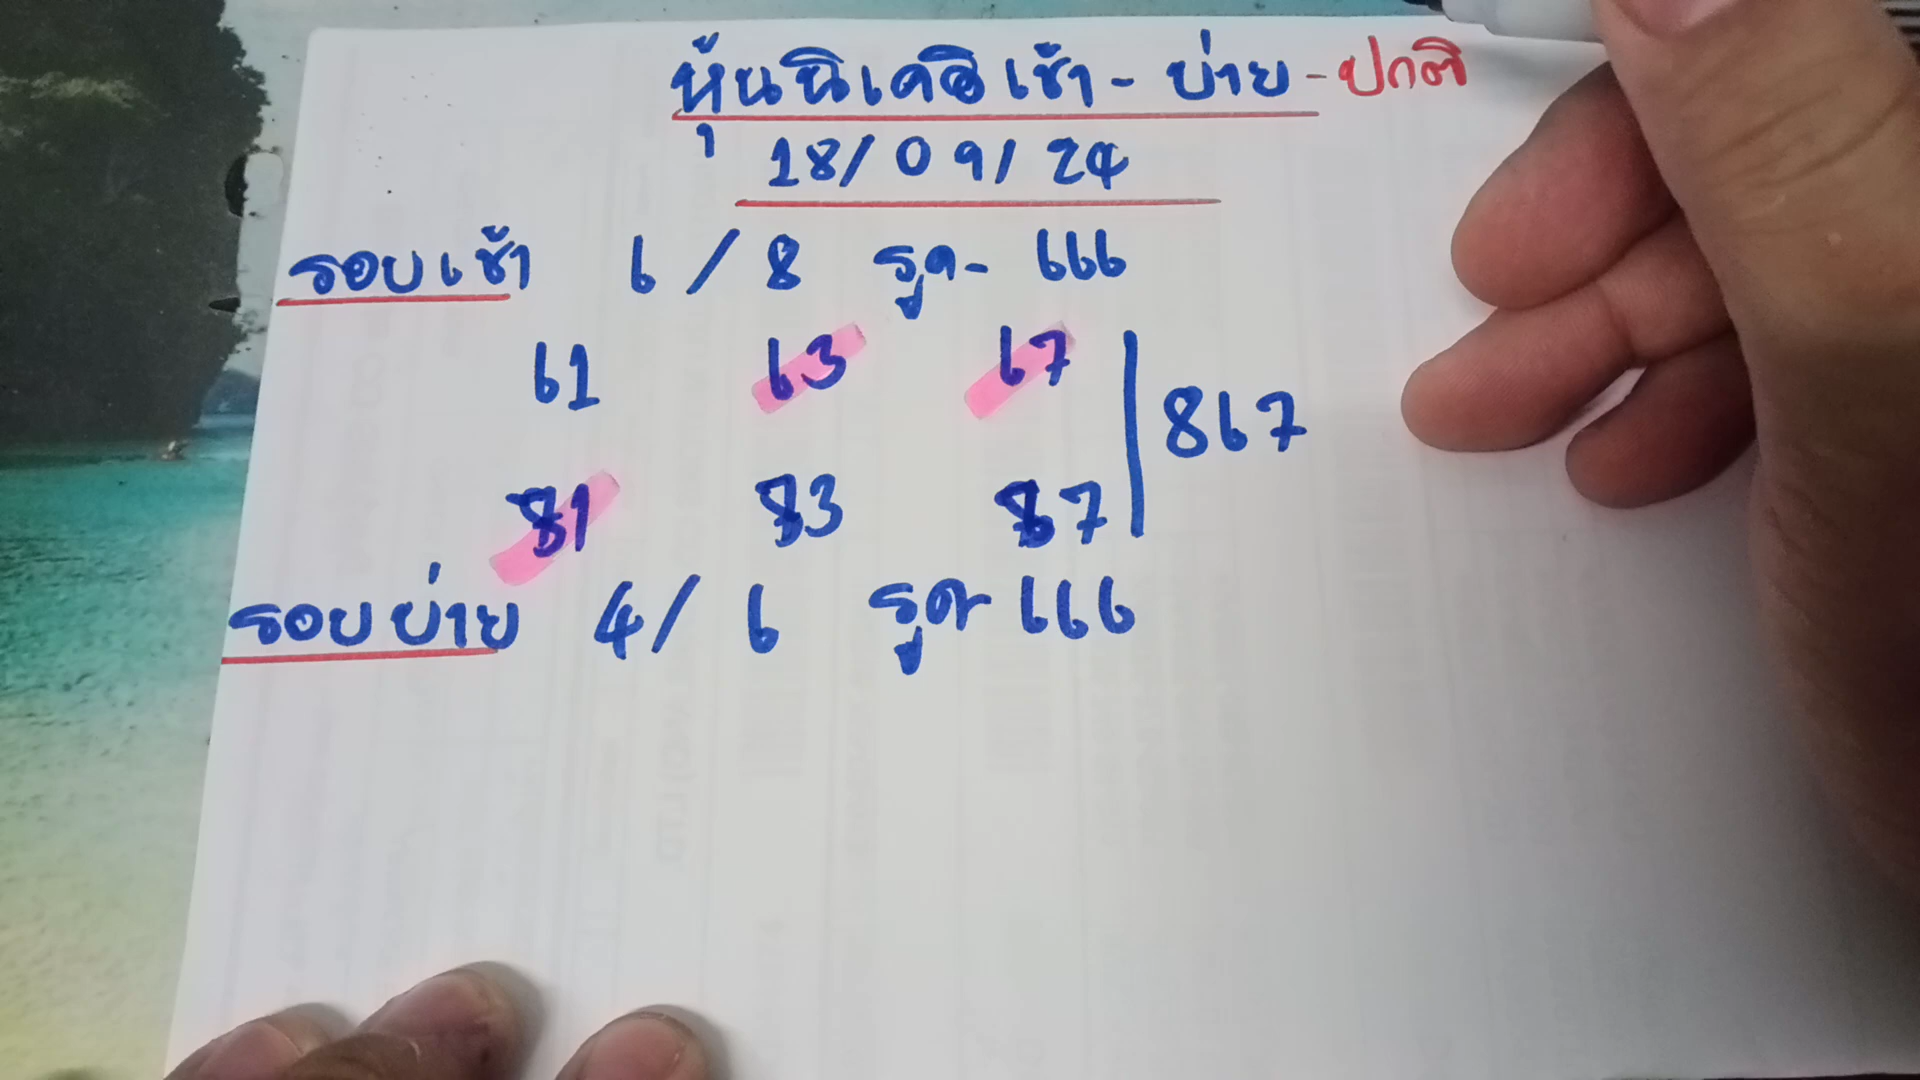 หุ้นนิเคอิเช้า - บ่าย - ปกติ
18/09/24
รอบเช้า 6/8 รูด - 666
61 63 67
867
81 83 87
รอบบ่าย 4/6 รูด - 666